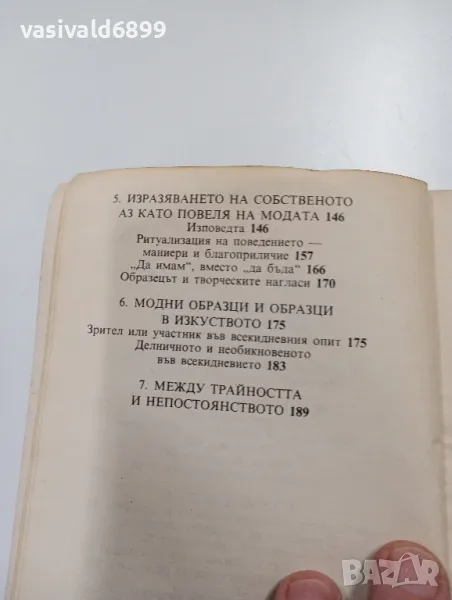 vasivald6899
5. ИЗРАЗЯВАНЕТО НА СОБСТВЕНОТО
АЗ КАТО ПОВЕЛЯ НА МОДАТА 146
Изповедта 146
Ритуализация на поведението —
маниери и благоприличие 157
„Да имам“, вместо „да бъда“ 166
Образецът и творческите нагласи 170
6. МОДНИ ОБРАЗЦИ И ОБРАЗЦИ
В ИЗКУСТВОТО 175
Зрител или участник във всекидневния опит 175
Делничното и необикновеното
във всекидневието 183
7. МЕЖДУ ТРАЙНОСТТА
И НЕПОСТОЯНСТВОТО 189
BAZAR